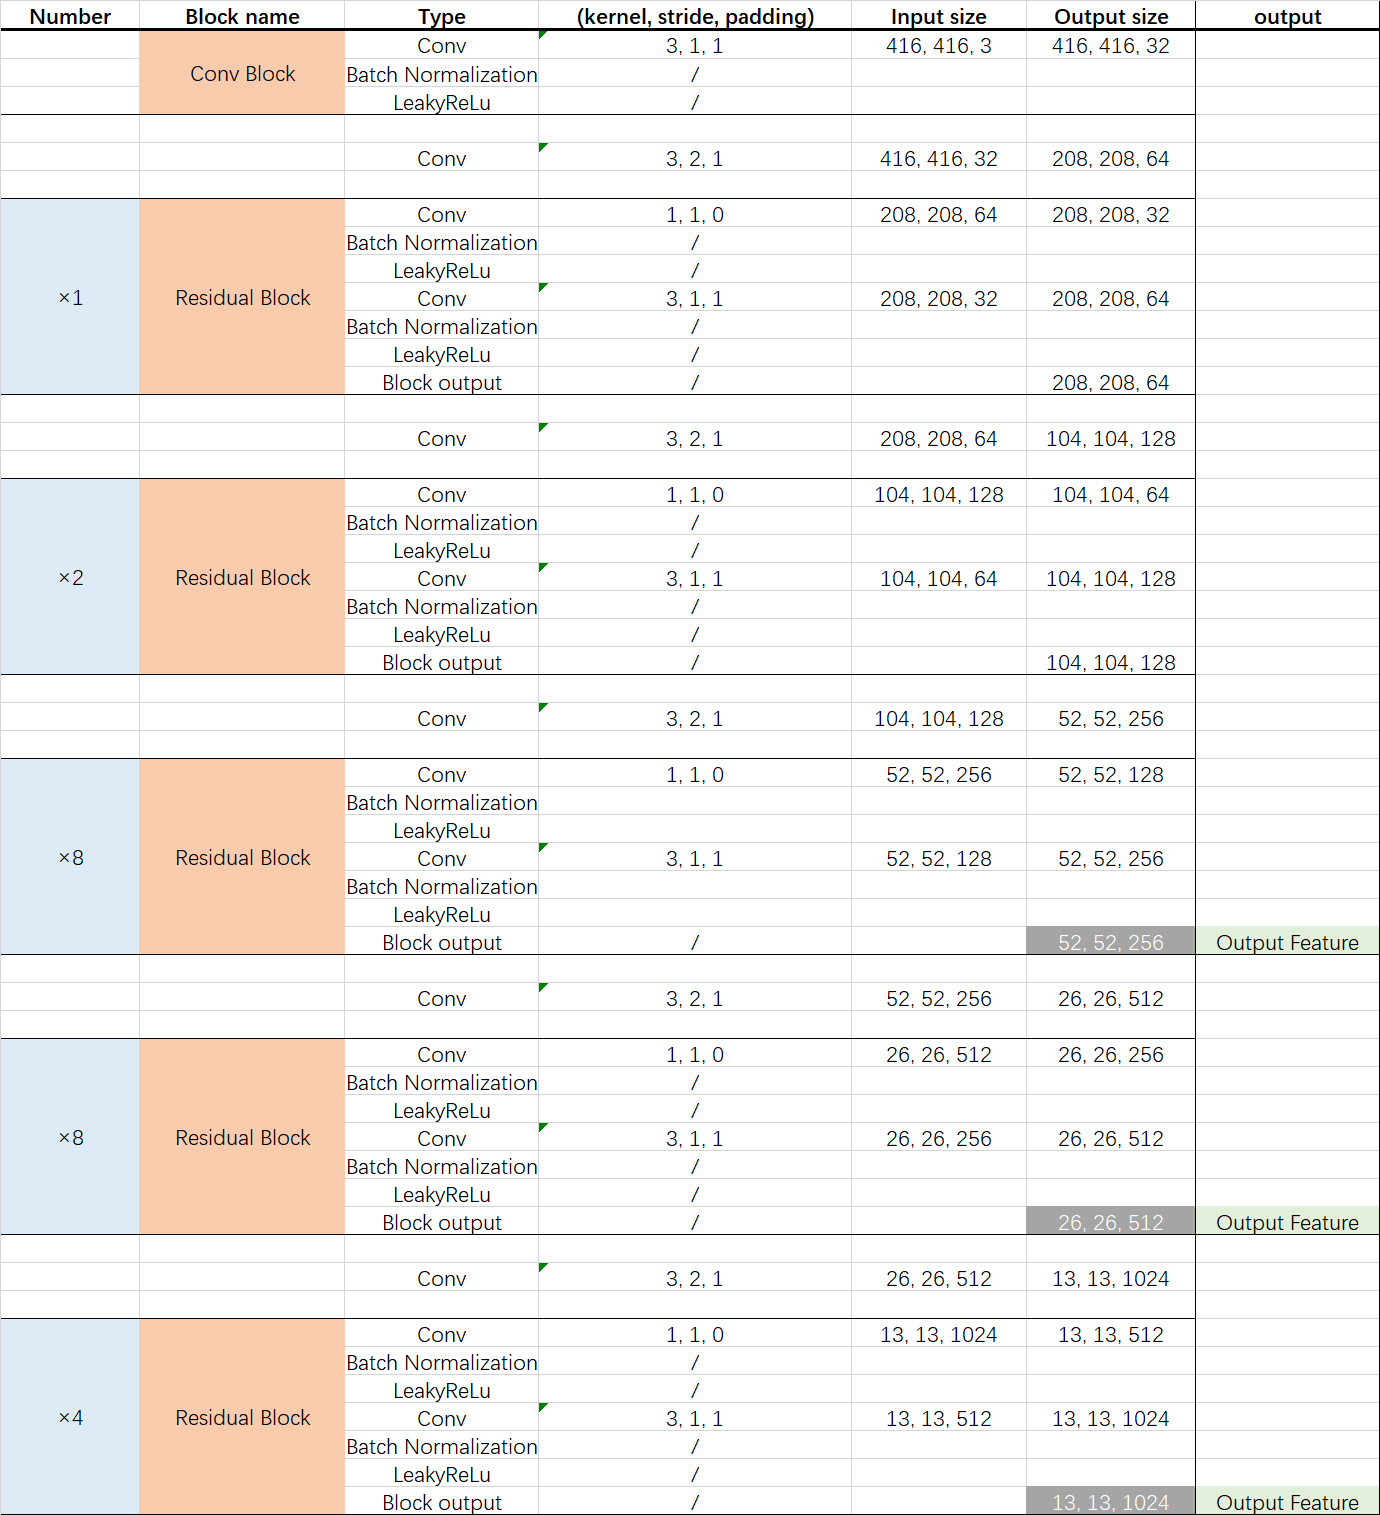 Number Block name Type (kernel, stride, padding) Input size Output size output
Conv 3, 1, 1 416, 416, 3 416, 416, 32
Conv Block Batch Normalization /
LeakyReLu /
Conv 3, 2, 1 416, 416, 32 208, 208, 64
Conv 1, 1, 0 208, 208, 64 208, 208, 32
Batch Normalization /
LeakyReLu /
×1 Residual Block Conv 3, 1, 1 208, 208, 32 208, 208, 64
Batch Normalization /
LeakyReLu /
Block output / 208, 208, 64
Conv 3, 2, 1 208, 208, 64 104, 104, 128
Conv 1, 1, 0 104, 104, 128 104, 104, 64
Batch Normalization /
LeakyReLu /
×2 Residual Block Conv 3, 1, 1 104, 104, 64 104, 104, 128
Batch Normalization /
LeakyReLu /
Block output / 104, 104, 128
Conv 3, 2, 1 104, 104, 128 52, 52, 256
Conv 1, 1, 0 52, 52, 256 52, 52, 128
Batch Normalization
LeakyReLu
×8 Residual Block Conv 3, 1, 1 52, 52, 128 52, 52, 256
Batch Normalization
LeakyReLu
Block output / 52, 52, 256 Output Feature
Conv 3, 2, 1 52, 52, 256 26, 26, 512
Conv 1, 1, 0 26, 26, 512 26, 26, 256
Batch Normalization /
LeakyReLu /
×8 Residual Block Conv 3, 1, 1 26, 26, 256 26, 26, 512
Batch Normalization /
LeakyReLu /
Block output / 26, 26, 512 Output Feature
Conv 3, 2, 1 26, 26, 512 13, 13, 1024
Conv 1, 1, 0 13, 13, 1024 13, 13, 512
Batch Normalization /
LeakyReLu /
×4 Residual Block Conv 3, 1, 1 13, 13, 512 13, 13, 1024
Batch Normalization /
LeakyReLu /
Block output / 13, 13, 1024 Output Feature